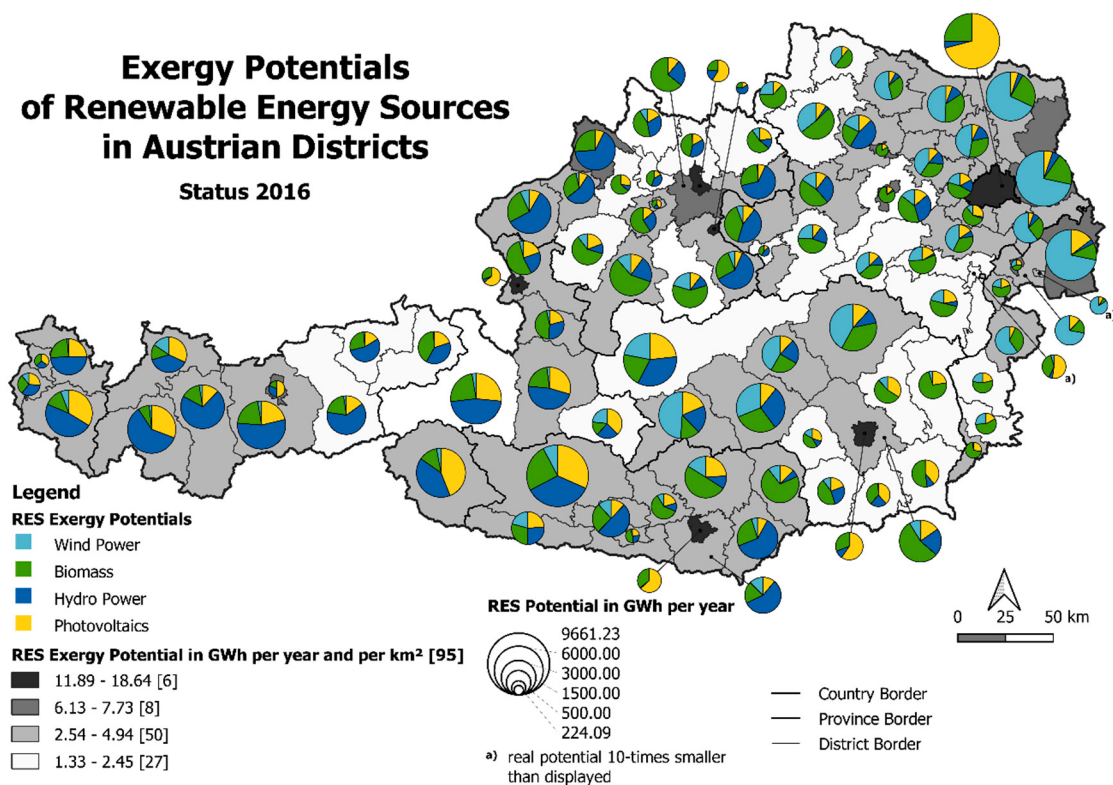 Exergy Potentials
of Renewable Energy Sources
in Austrian Districts
Status 2016
a)
a)
Legend
RES Exergy Potentials
Wind Power
Biomass
Hydro Power
Photovoltaics
RES Exergy Potential in GWh per year and per km² [95]
11.89 - 18.64 [6]
6.13 - 7.73 [8]
2.54 - 4.94 [50]
1.33 - 2.45 [27]
RES Potential in GWh per year
9661.23
6000.00
3000.00
1500.00
500.00
224.09
a) real potential 10-times smaller
than displayed
0 25 50 km
Country Border
Province Border
District Border